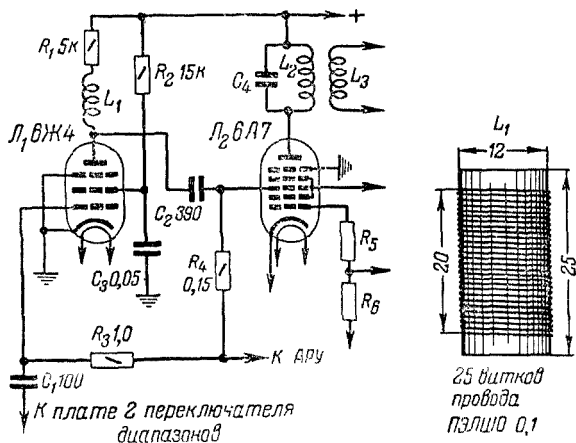 +
R₁ 5к
R₂ 15к
L₁
C₄
L₂
L₃
Л₁ 6Ж4
Л₂ 6Л7
C₂ 390
C₃ 0,05
R₄
0,15
R₅
R₆
R₃ 1,0
К АРУ
C₁ 100
К плате 2 переключателя
диапазонов
L₁
12
20
25
25 витков
провода
ПЭЛШО 0,1